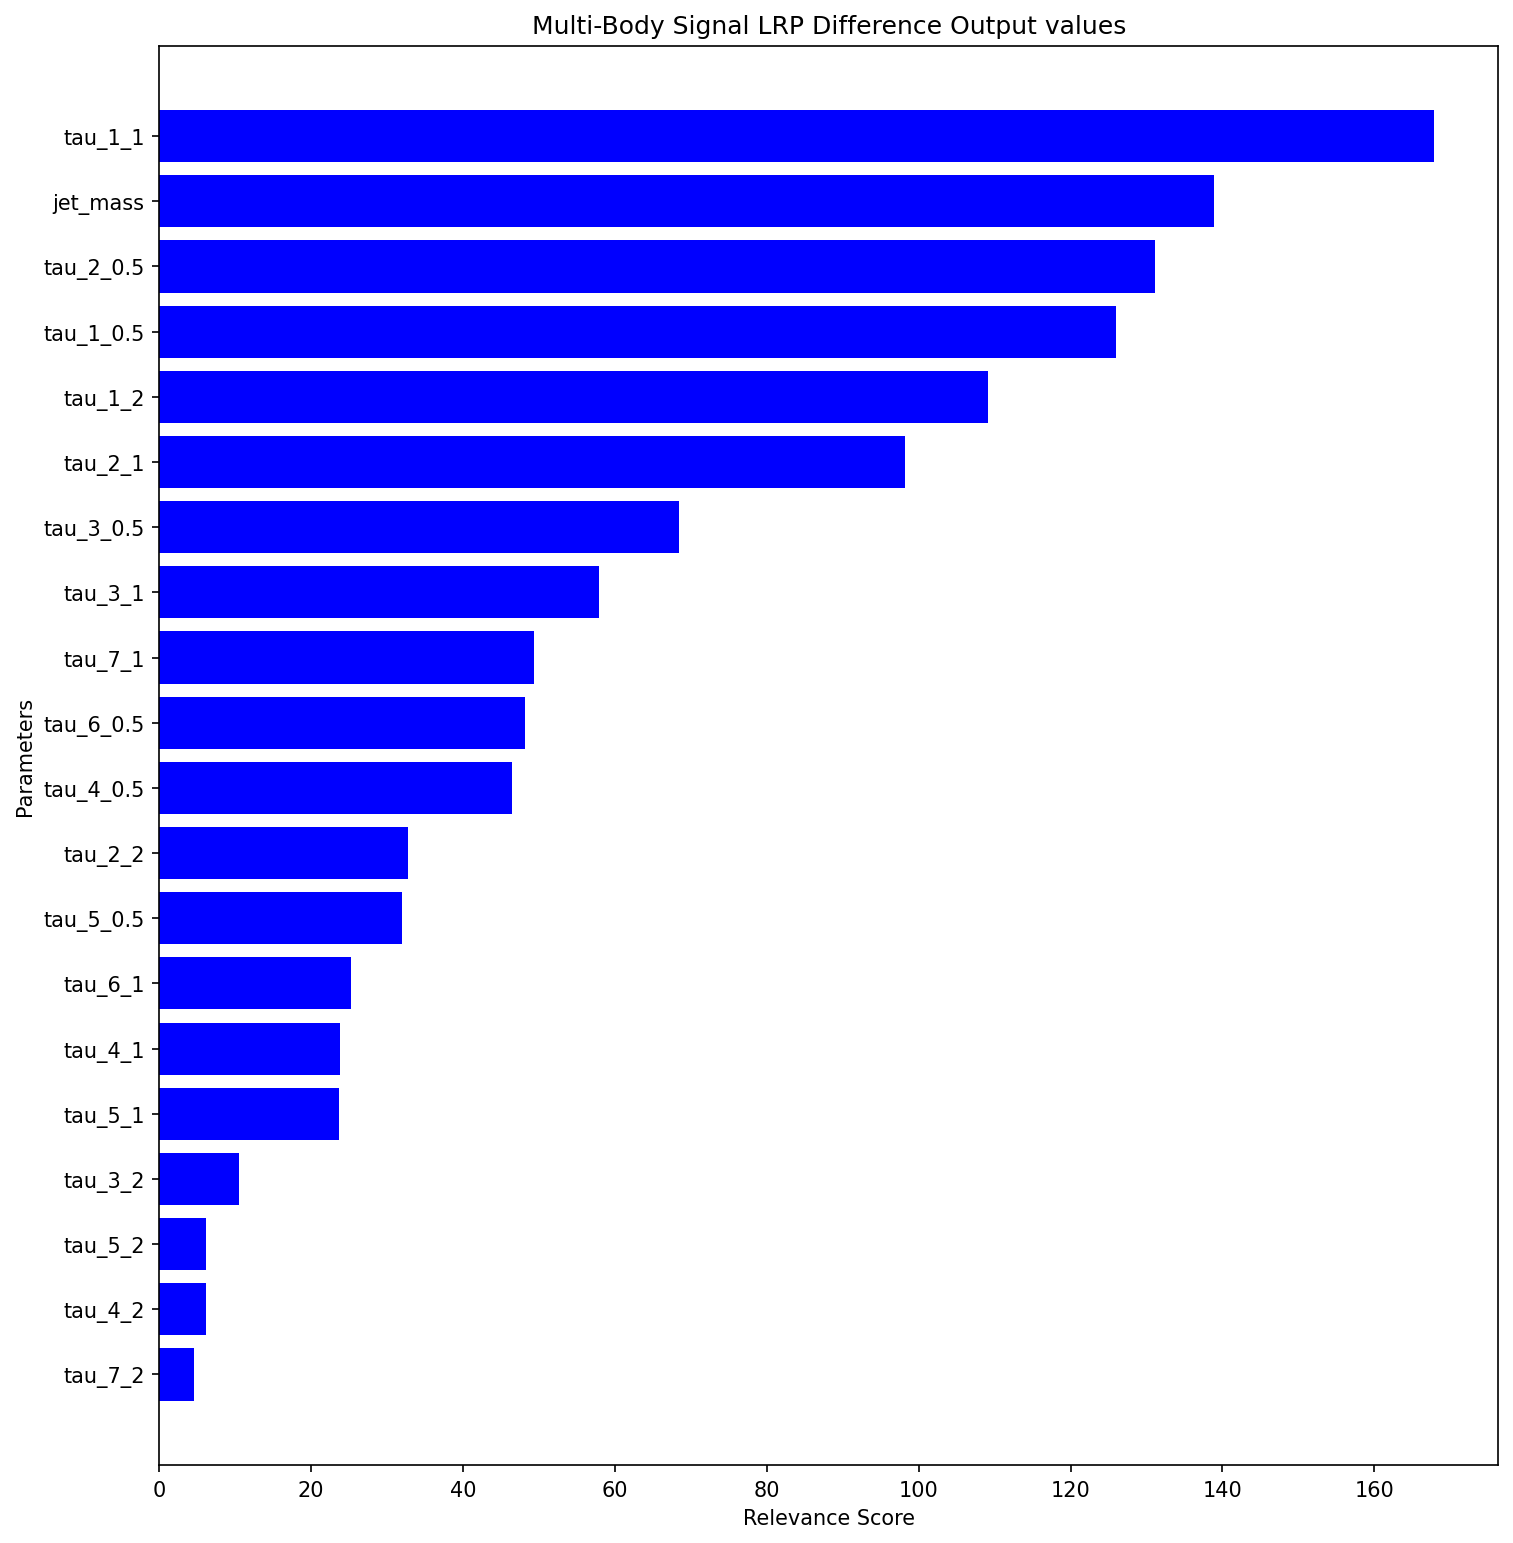 Multi-Body Signal LRP Difference Output values
tau_1_1
jet_mass
tau_2_0.5
tau_1_0.5
tau_1_2
tau_2_1
tau_3_0.5
tau_3_1
tau_7_1
tau_6_0.5
tau_4_0.5
tau_2_2
tau_5_0.5
tau_6_1
tau_4_1
tau_5_1
tau_3_2
tau_5_2
tau_4_2
tau_7_2
Parameters
0 20 40 60 80 100 120 140 160
Relevance Score